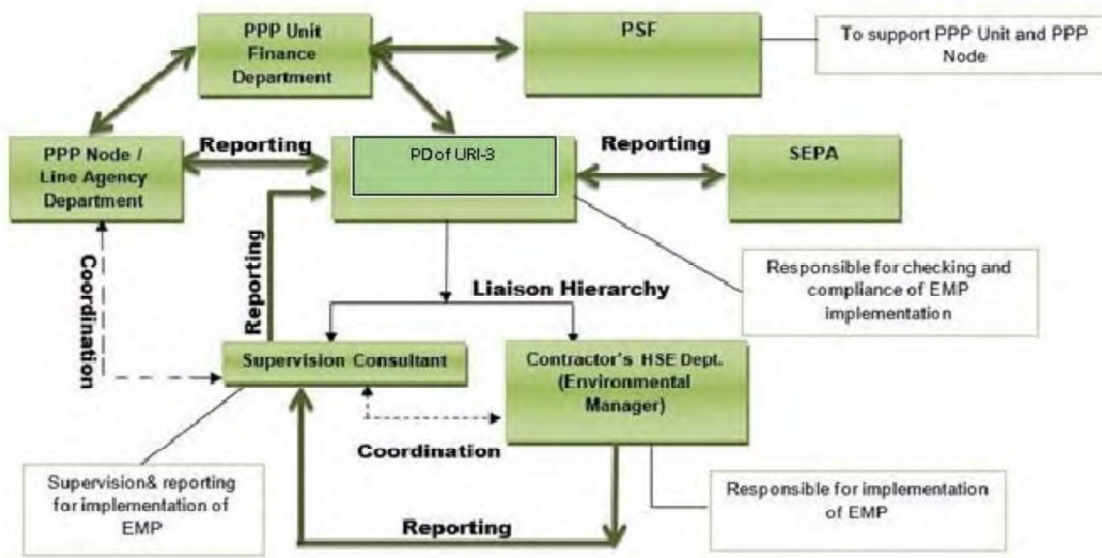 PPP Unit
Finance
Department
PSF
To support PPP Unit and PPP
Node
PPP Node /
Line Agency
Department
Reporting
PD of URI-3
Reporting
SEPA
Coordination
Reporting
Liaison Hierarchy
Responsible for checking and
compliance of EMP
implementation
Supervision Consultant
Contractor's HSE Dept.
(Environmental
Manager)
Coordination
Supervision& reporting
for implementation of
EMP
Reporting
Responsible for implementation
of EMP